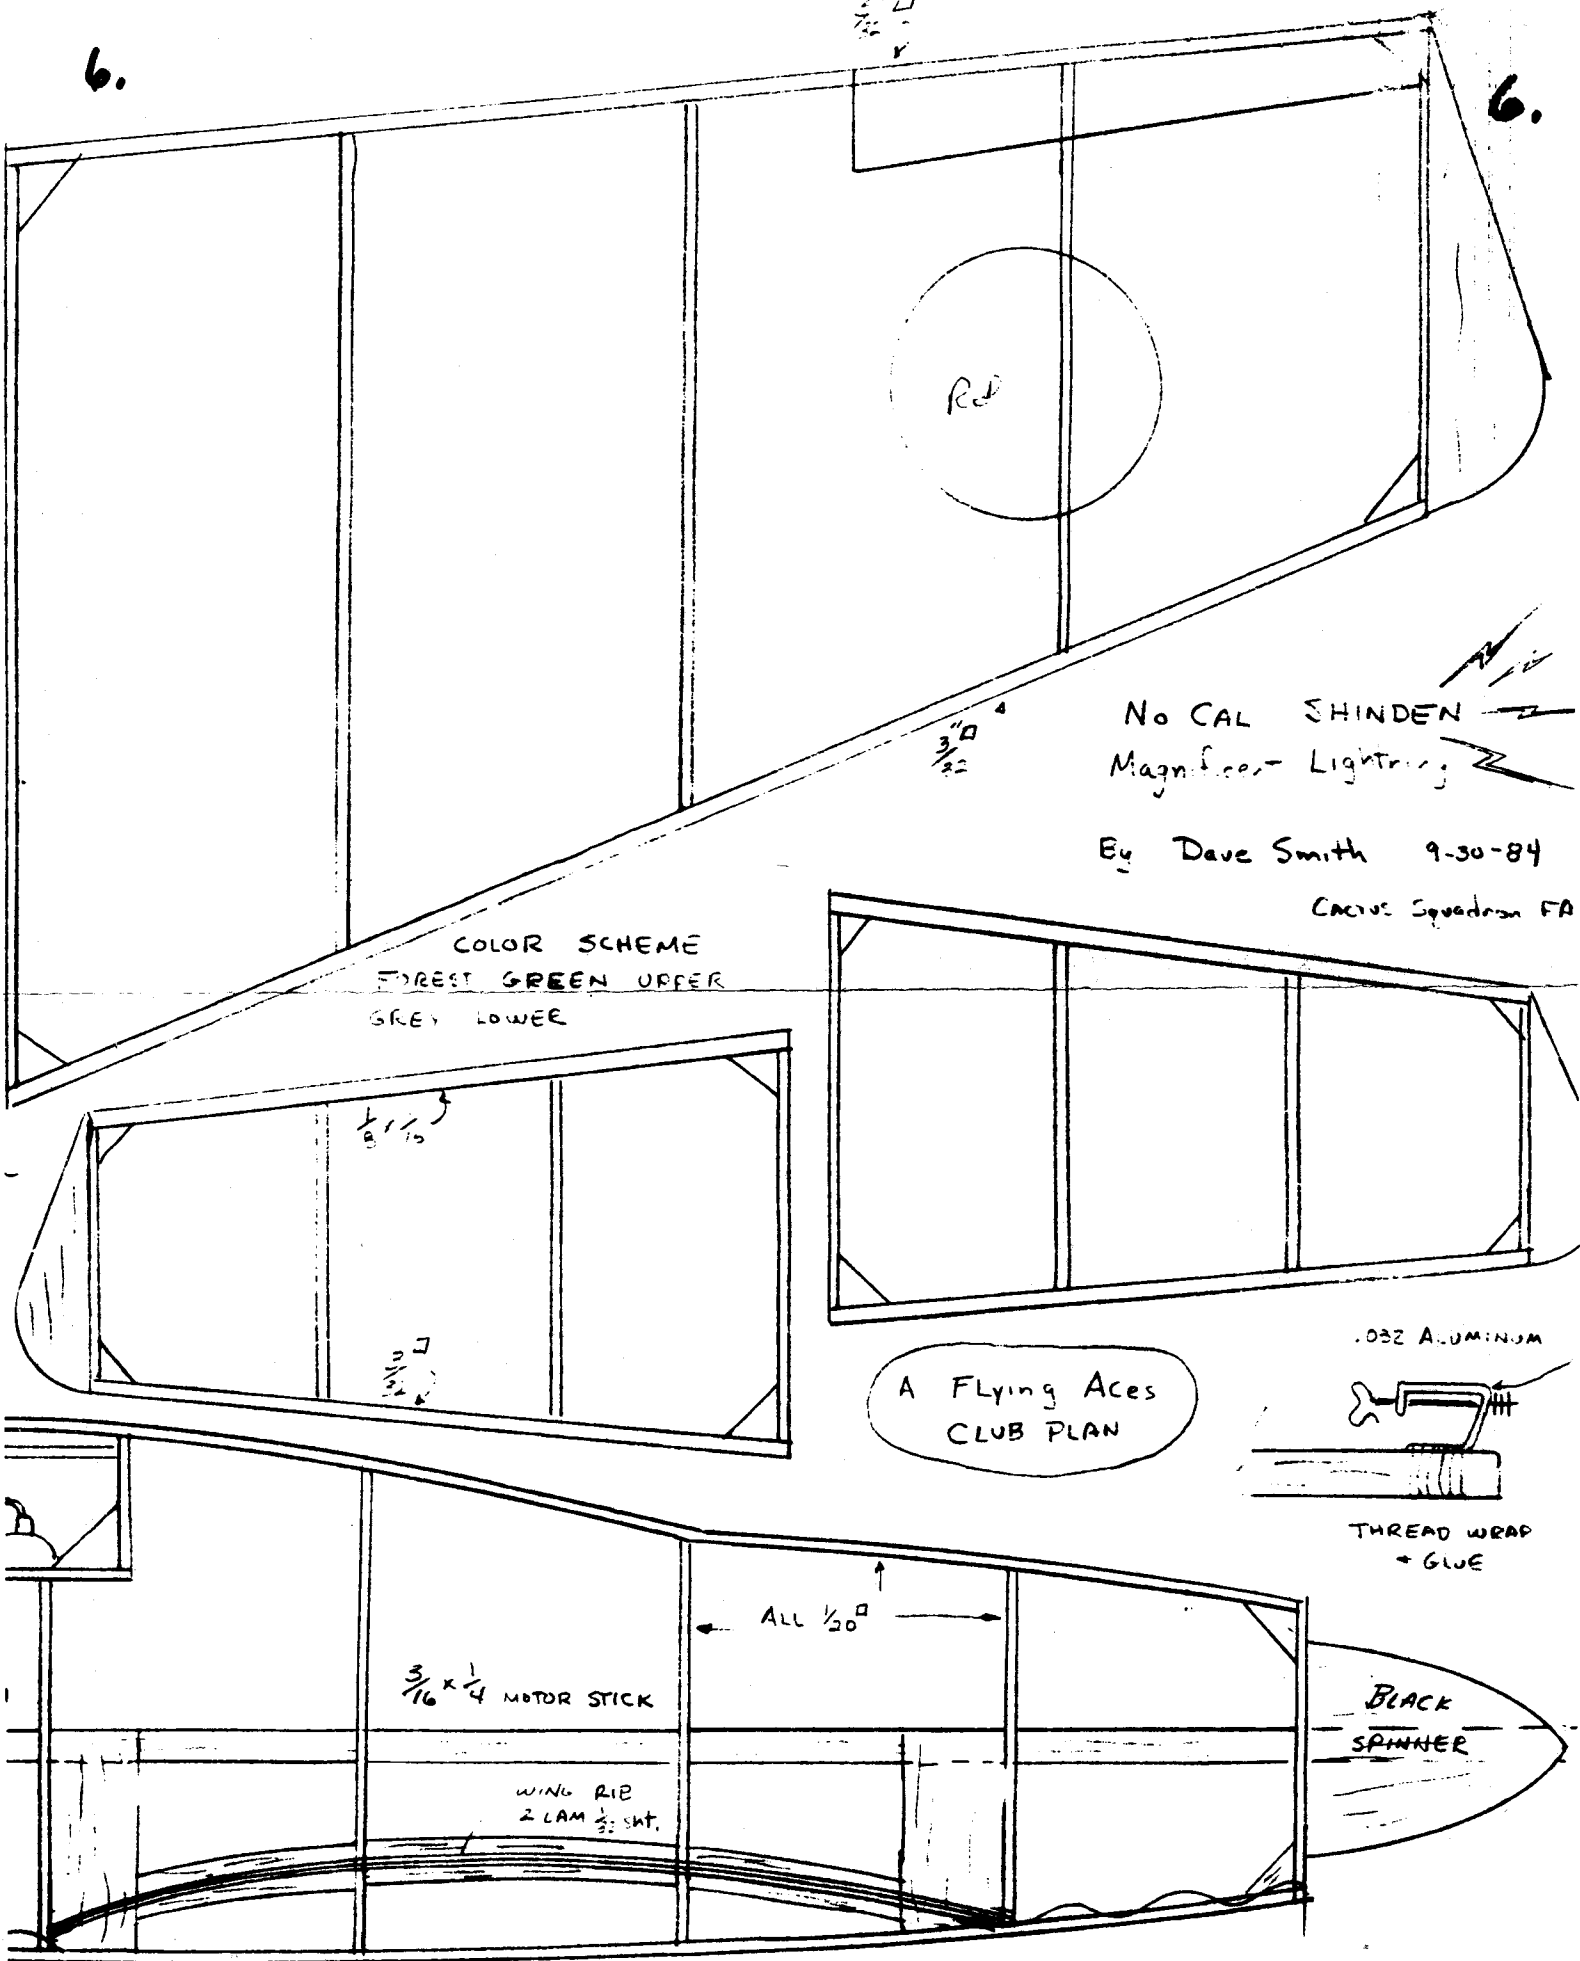 6.
6.
Red
3/32" □
No CAL SHINDEN
Magnificent Lightning
By Dave Smith 9-30-84
CACTUS Squadron FA
COLOR SCHEME
FOREST GREEN UPPER
GREY LOWER
1/8 x 1/16
3/32 □
.032 ALUMINUM
A FLying Aces
CLUB PLAN
THREAD WRAP
+ GLUE
ALL 1/20 □
3/16 x 1/4 MOTOR STICK
BLACK
SPINNER
WING RIB
2 LAM 1/32 SHT.